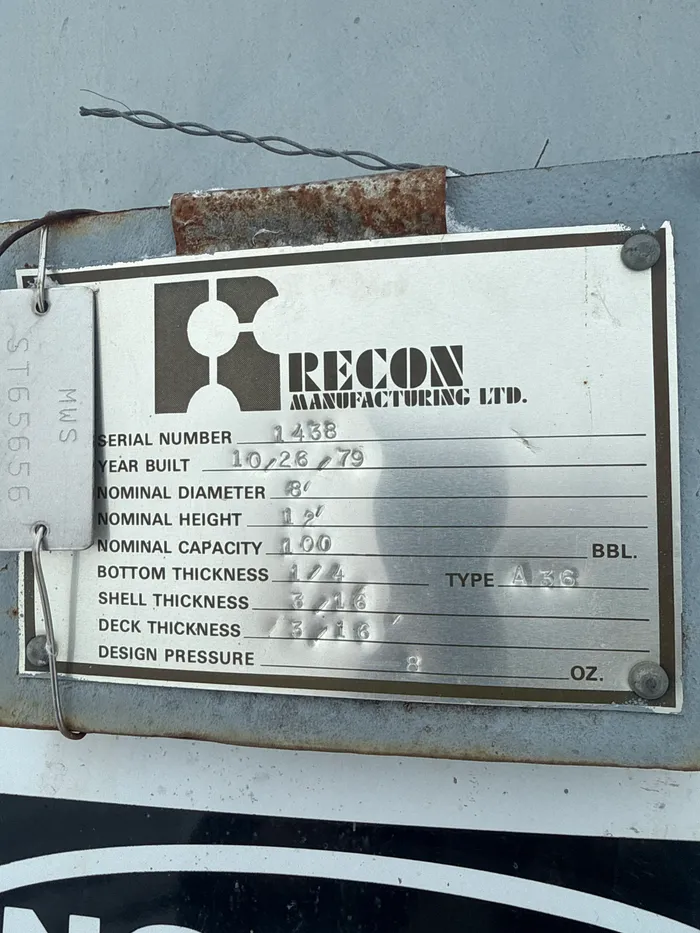 RECON
MANUFACTURING LTD.
SERIAL NUMBER 1438
YEAR BUILT 10/26/79
NOMINAL DIAMETER 8'
NOMINAL HEIGHT
NOMINAL CAPACITY 100 BBL.
BOTTOM THICKNESS 1/4 TYPE A36
SHELL THICKNESS 3/16
DECK THICKNESS 3/16
DESIGN PRESSURE 8 OZ.
MWS
ST65656